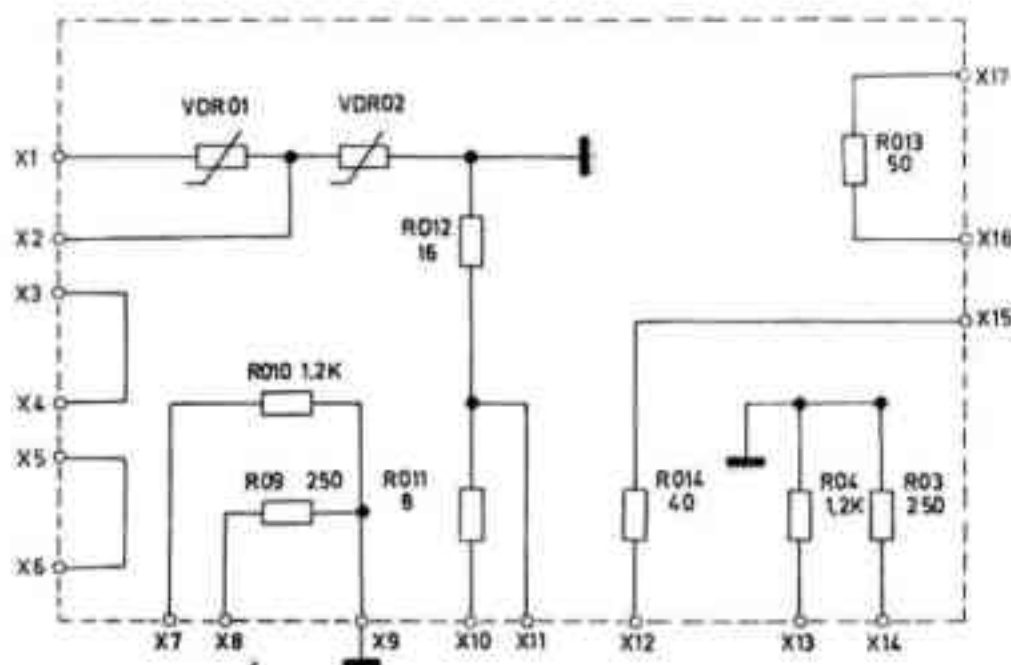 X17
VDR01
VDR02
R013
50
X1
R012
16
X2
X16
X3
X15
R010 1,2K
X4
X5
R09 250
R011
8
R014
40
R04
1,2K
R03
250
X6
X7
X8
X9
X10
X11
X12
X13
X14